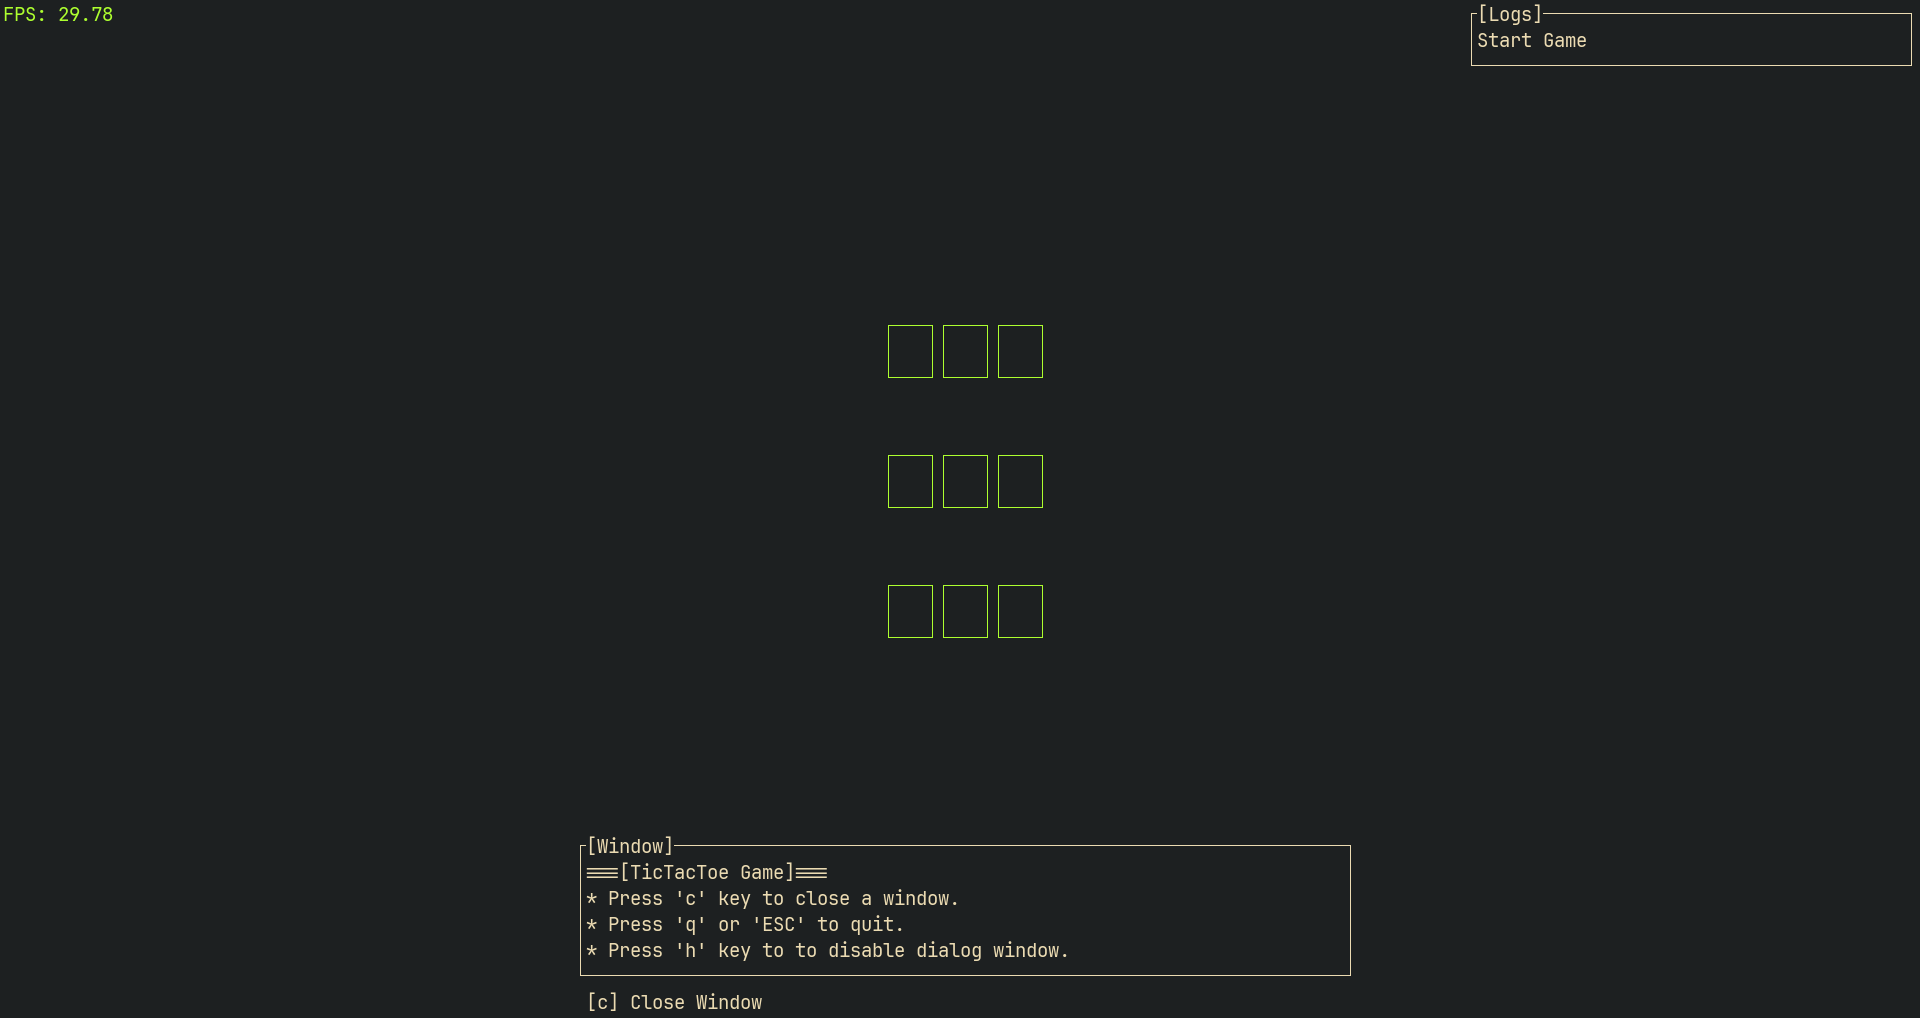 FPS: 29.78
[Logs]
Start Game
[Window]
===[TicTacToe Game]===
* Press 'c' key to close a window.
* Press 'q' or 'ESC' to quit.
* Press 'h' key to to disable dialog window.
[c] Close Window